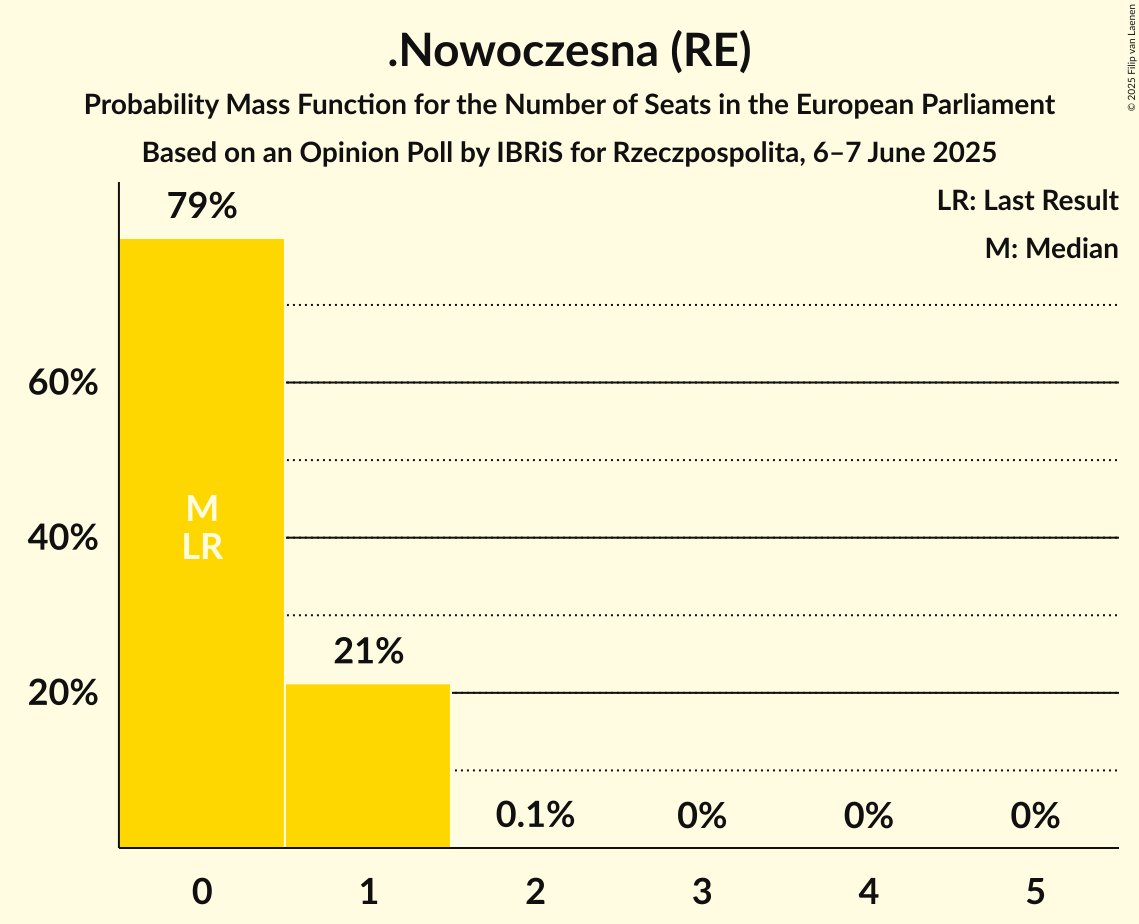 .Nowoczesna (RE)
Probability Mass Function for the Number of Seats in the European Parliament
Based on an Opinion Poll by IBRiS for Rzeczpospolita, 6–7 June 2025
© 2025 Filip van Laenen
LR: Last Result
M: Median
79%
60%
M
LR
40%
21%
20%
0.1%
0%
0%
0%
0
1
2
3
4
5